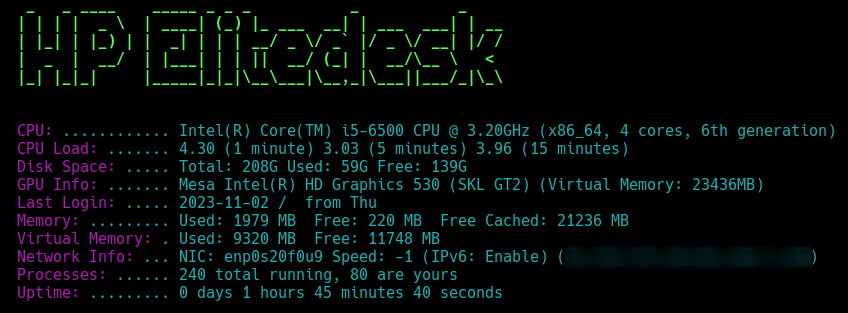 HP Elitedesk
CPU: ............ Intel(R) Core(TM) i5-6500 CPU @ 3.20GHz (x86_64, 4 cores, 6th generation)
CPU Load: ....... 4.30 (1 minute) 3.03 (5 minutes) 3.96 (15 minutes)
Disk Space: ..... Total: 208G Used: 59G Free: 139G
GPU Info: ....... Mesa Intel(R) HD Graphics 530 (SKL GT2) (Virtual Memory: 23436MB)
Last Login: ..... 2023-11-02 /  from Thu
Memory: ......... Used: 1979 MB  Free: 220 MB  Free Cached: 21236 MB
Virtual Memory: . Used: 9320 MB  Free: 11748 MB
Network Info: ... NIC: enp0s20f0u9 Speed: -1 (IPv6: Enable) ( )
Processes: ...... 240 total running, 80 are yours
Uptime: ......... 0 days 1 hours 45 minutes 40 seconds